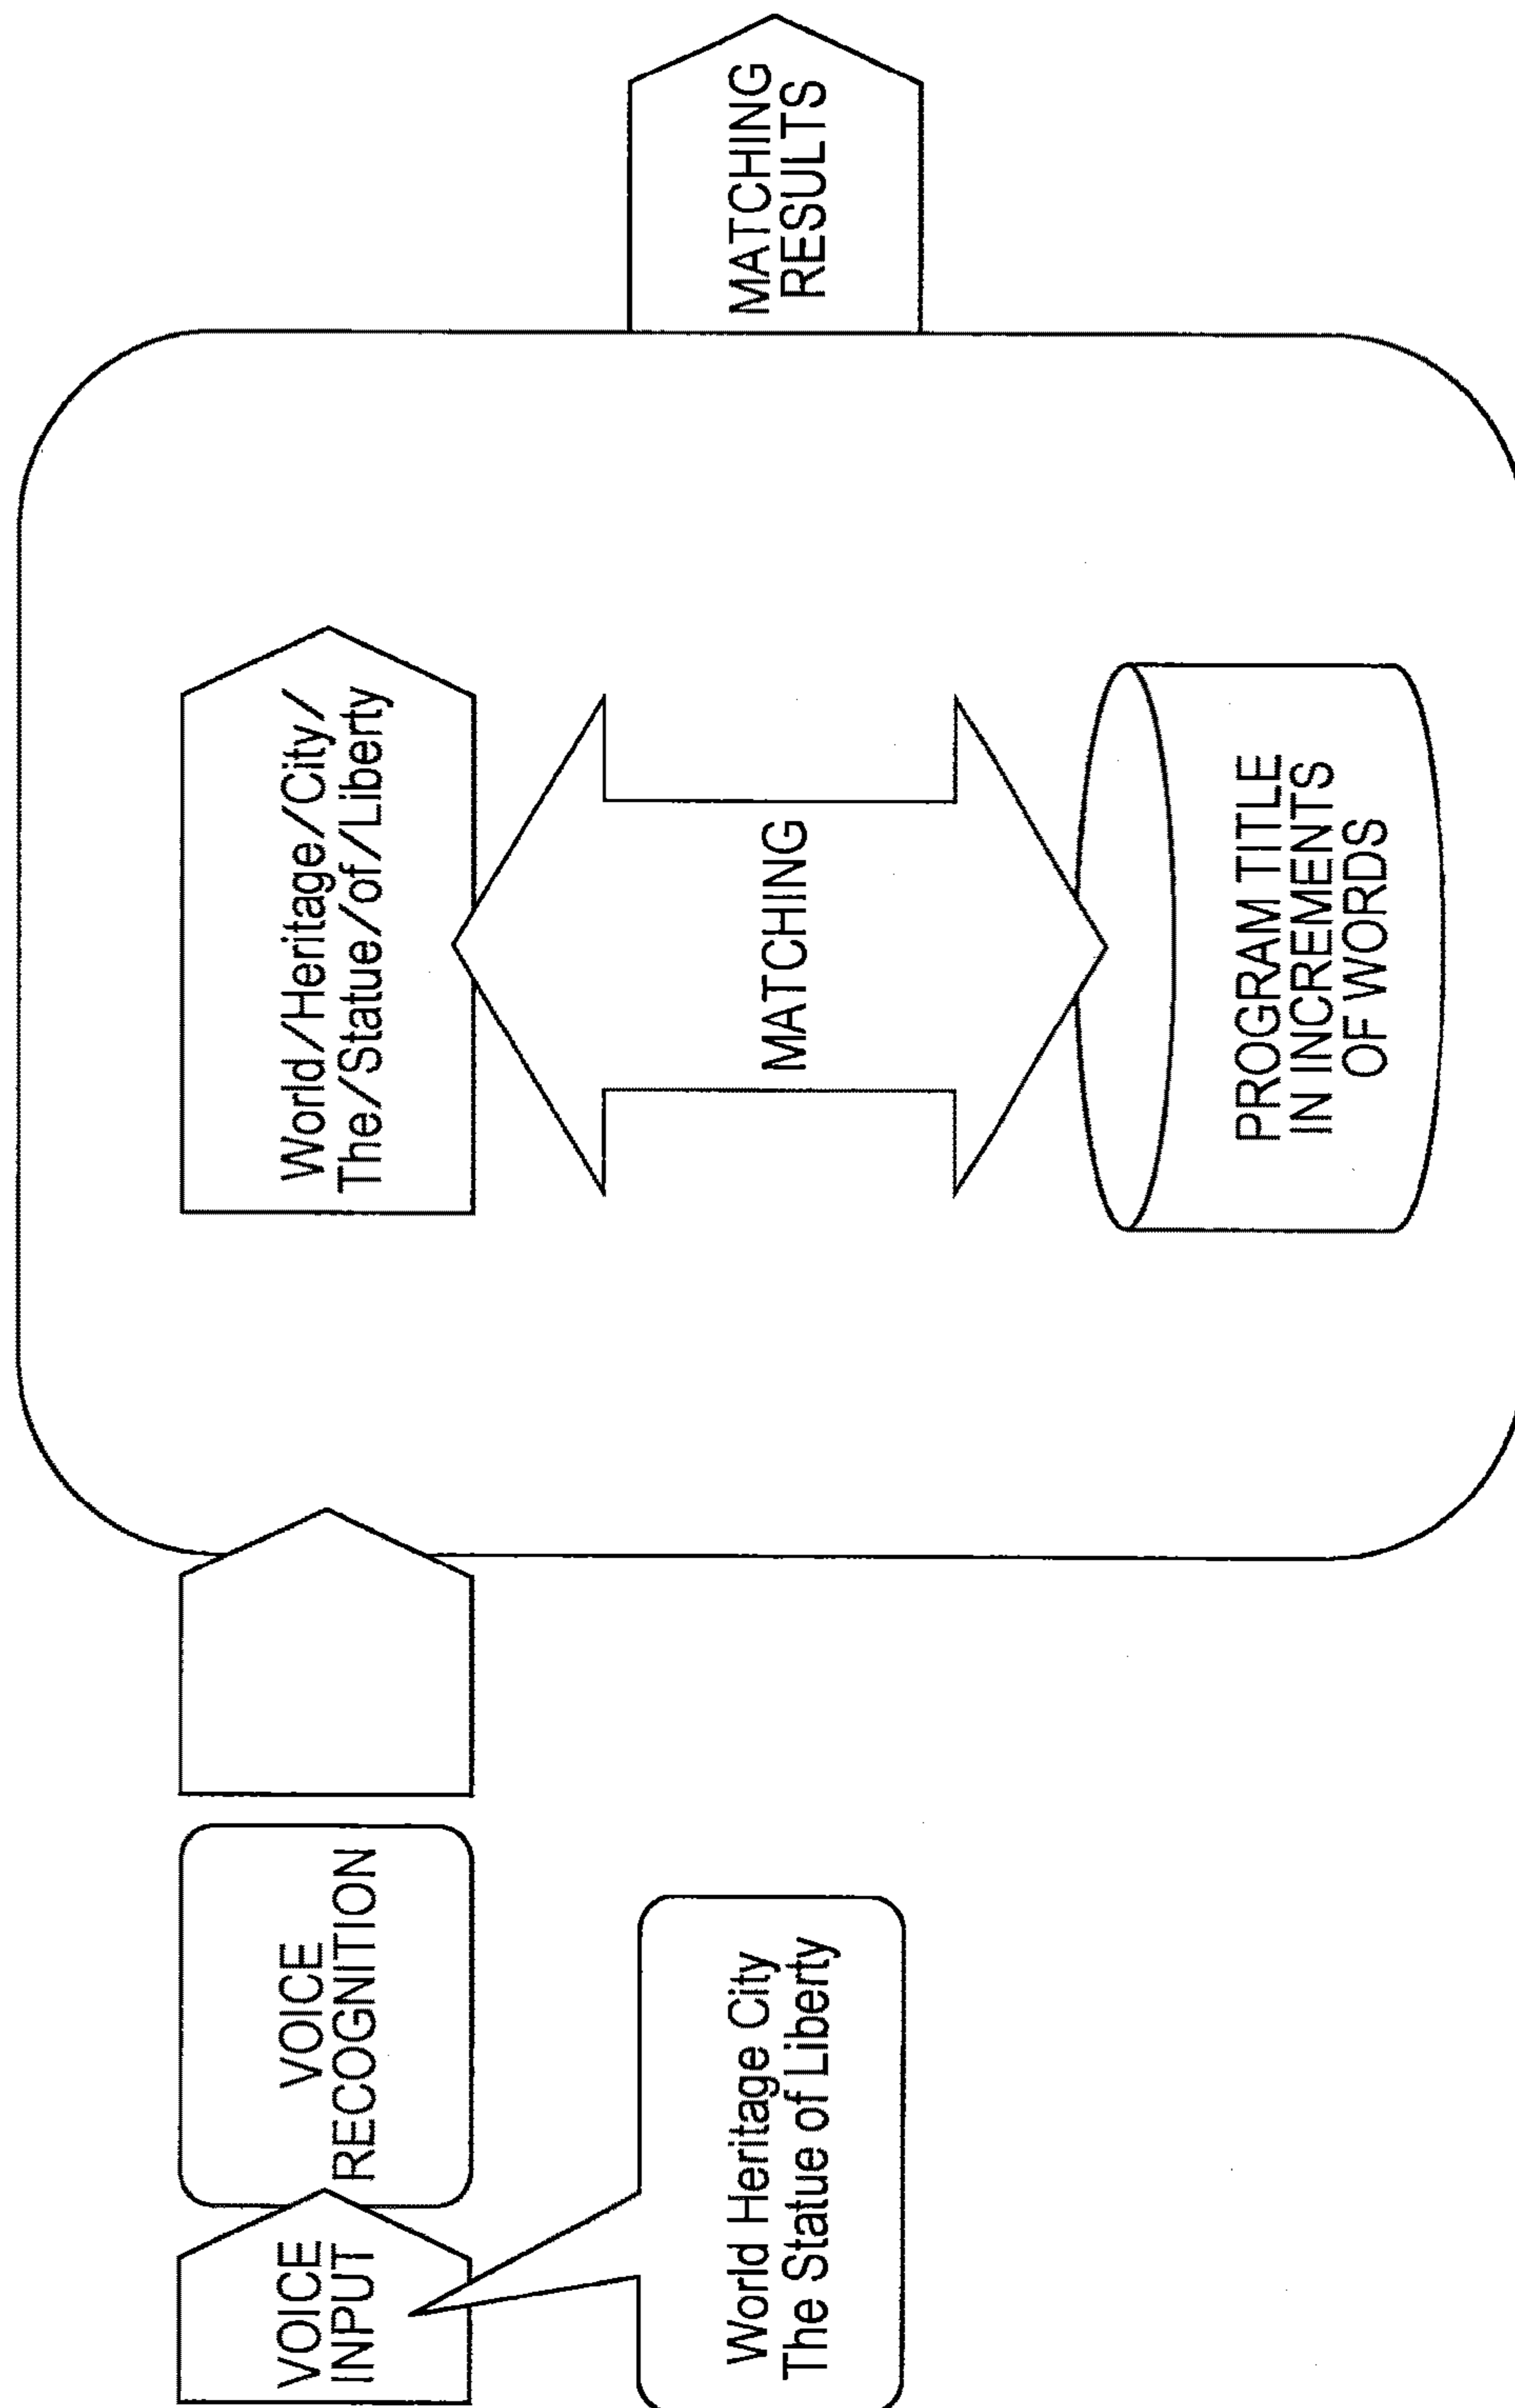 VOICE
INPUT
VOICE
RECOGNITION
World Heritage City
The Statue of Liberty
World/Heritage/City/
The/Statue/of/Liberty
MATCHING
PROGRAM TITLE
IN INCREMENTS
OF WORDS
MATCHING
RESULTS